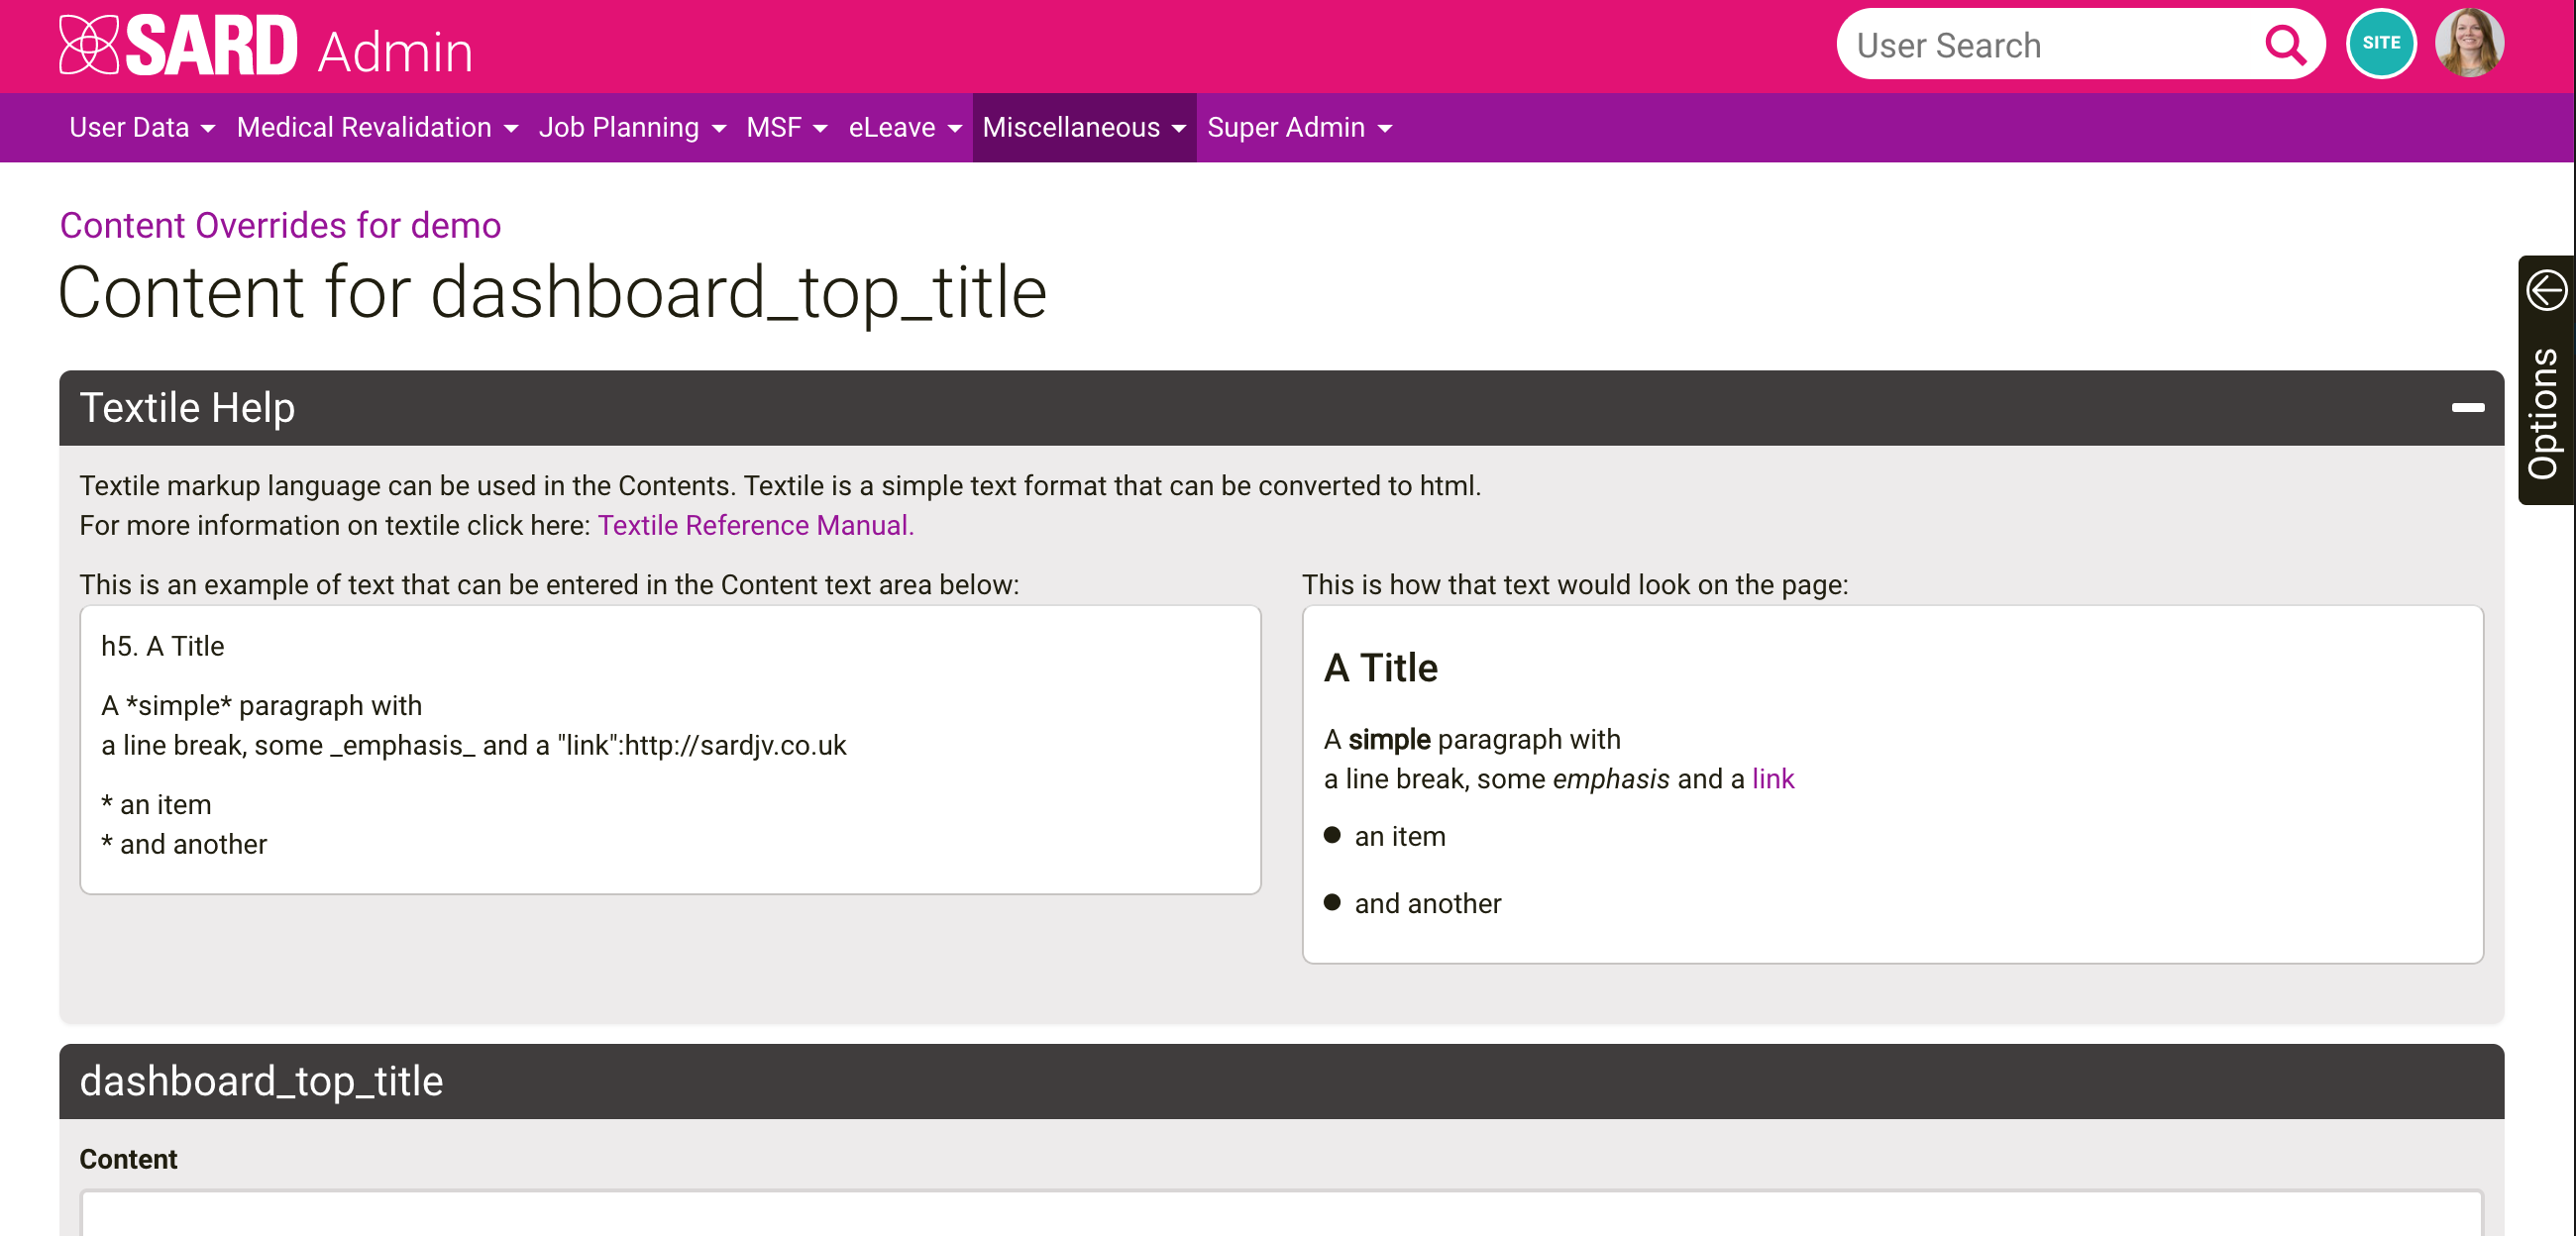 SARD Admin
User Search
SITE
User Data
Medical Revalidation
Job Planning
MSF
eLeave
Miscellaneous
Super Admin
Content Overrides for demo
Content for dashboard_top_title
Options
Textile Help
Textile markup language can be used in the Contents. Textile is a simple text format that can be converted to html.
For more information on textile click here: Textile Reference Manual.
This is an example of text that can be entered in the Content text area below:
h5. A Title
A *simple* paragraph with
a line break, some _emphasis_ and a "link":http://sardjv.co.uk
* an item
* and another
This is how that text would look on the page:
A Title
A simple paragraph with
a line break, some emphasis and a link
● an item
● and another
dashboard_top_title
Content